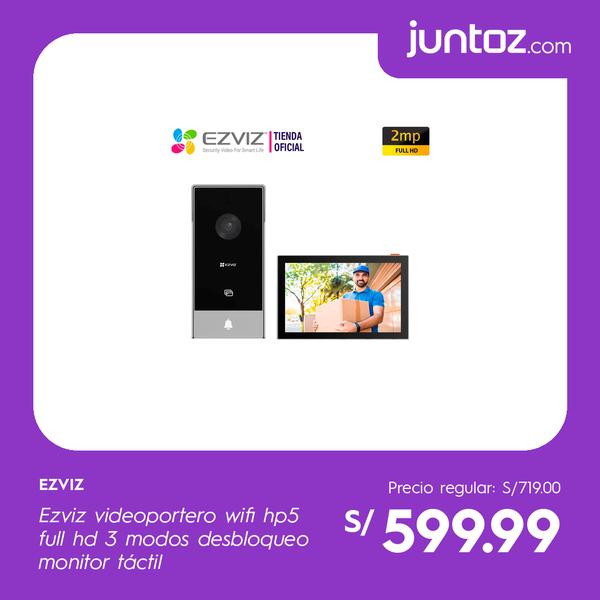 juntoz.com
EZVIZ
Security Video For Smart Life
TIENDA
OFICIAL
2mp
FULL HD
EZVIZ
EZVIZ
Ezviz videoportero wifi hp5
full hd 3 modos desbloqueo
monitor táctil
Precio regular: S/719.00
S/ 599.99